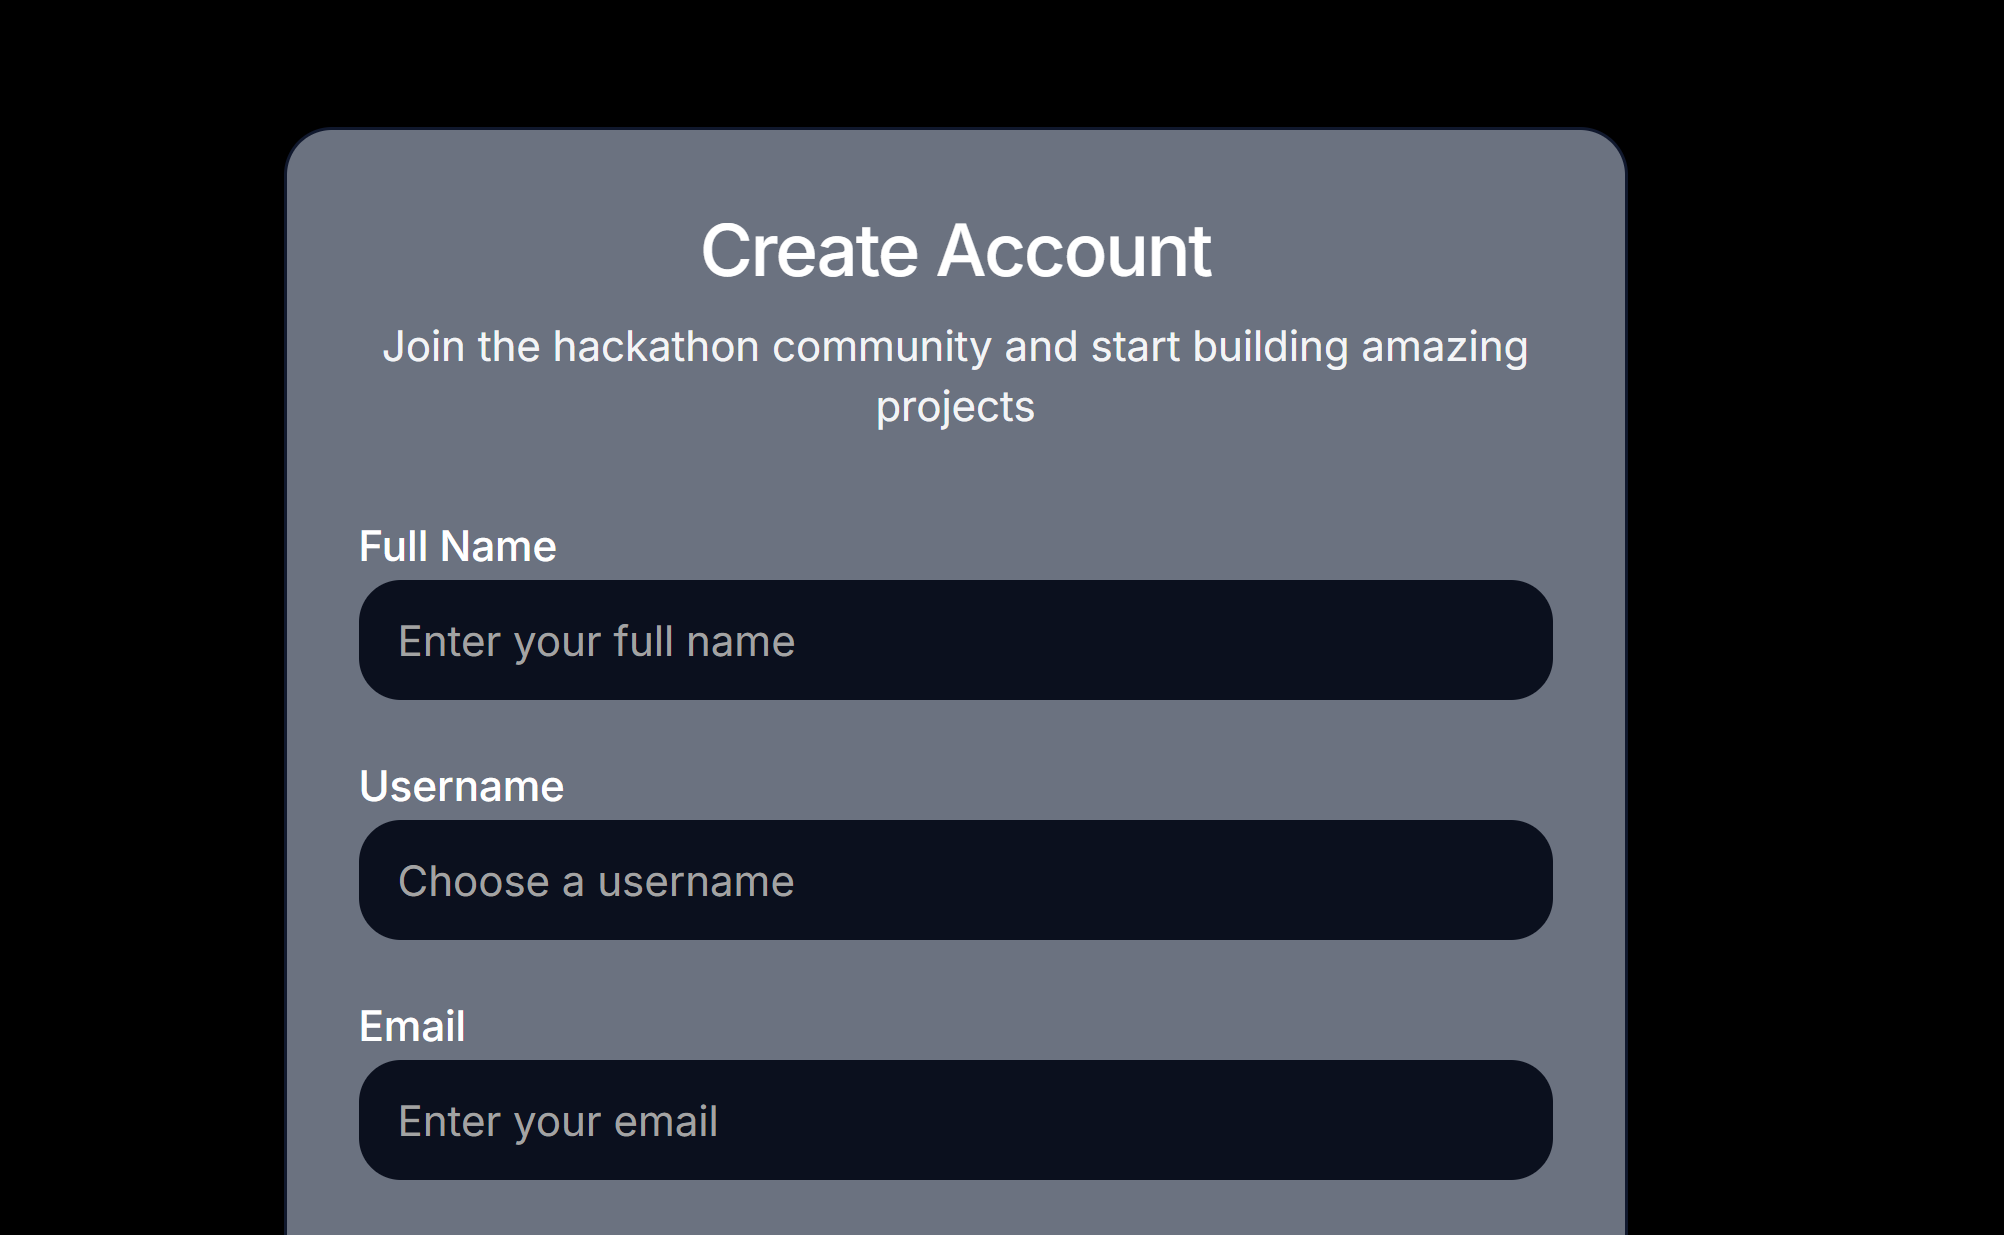 Create Account
Join the hackathon community and start building amazing
projects
Full Name
Enter your full name
Username
Choose a username
Email
Enter your email